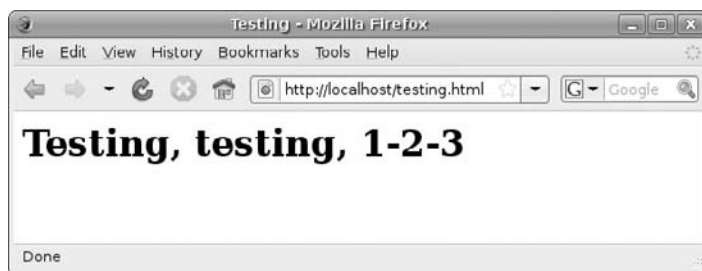 Testing - Mozilla Firefox
File Edit View History Bookmarks Tools Help
http://localhost/testing.html G Google
Testing, testing, 1-2-3
Done